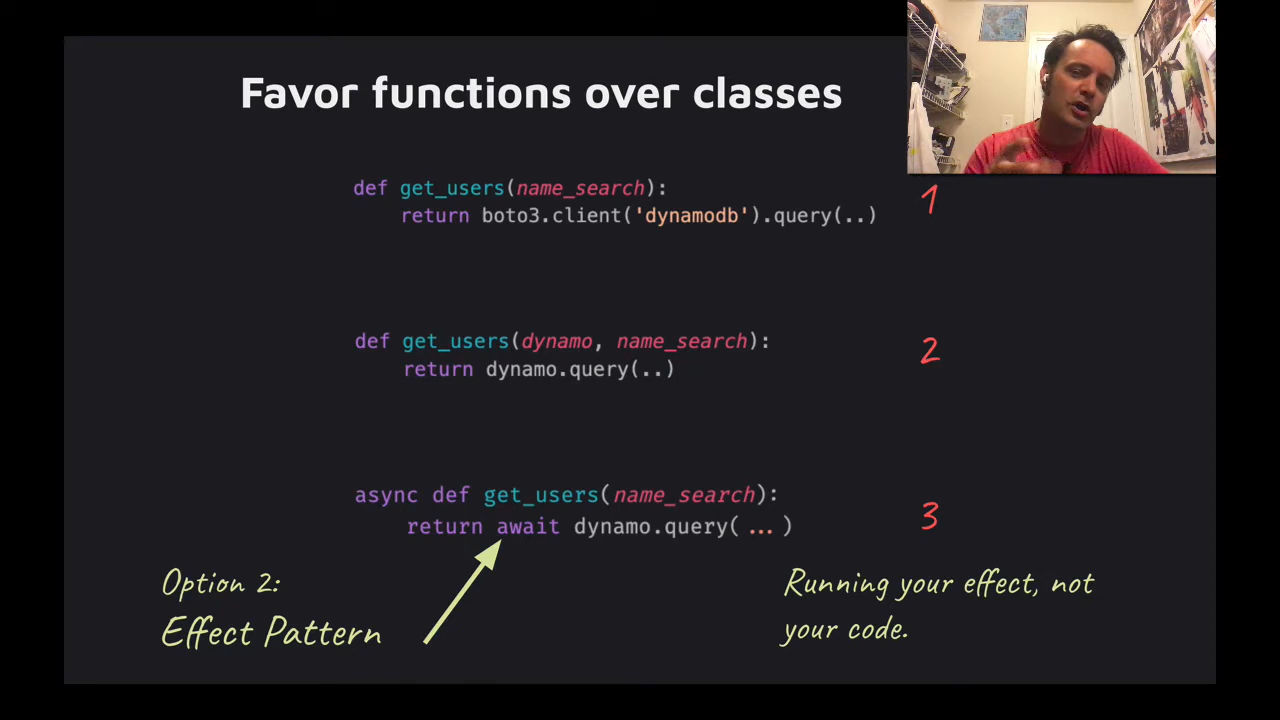 Favor functions over classes
def get_users(name_search):
return boto3.client('dynamodb').query(..)
1
def get_users(dynamo, name_search):
return dynamo.query(..)
2
async def get_users(name_search):
return await dynamo.query( ... )
3
Option 2:
Effect Pattern
Running your effect, not
your code.